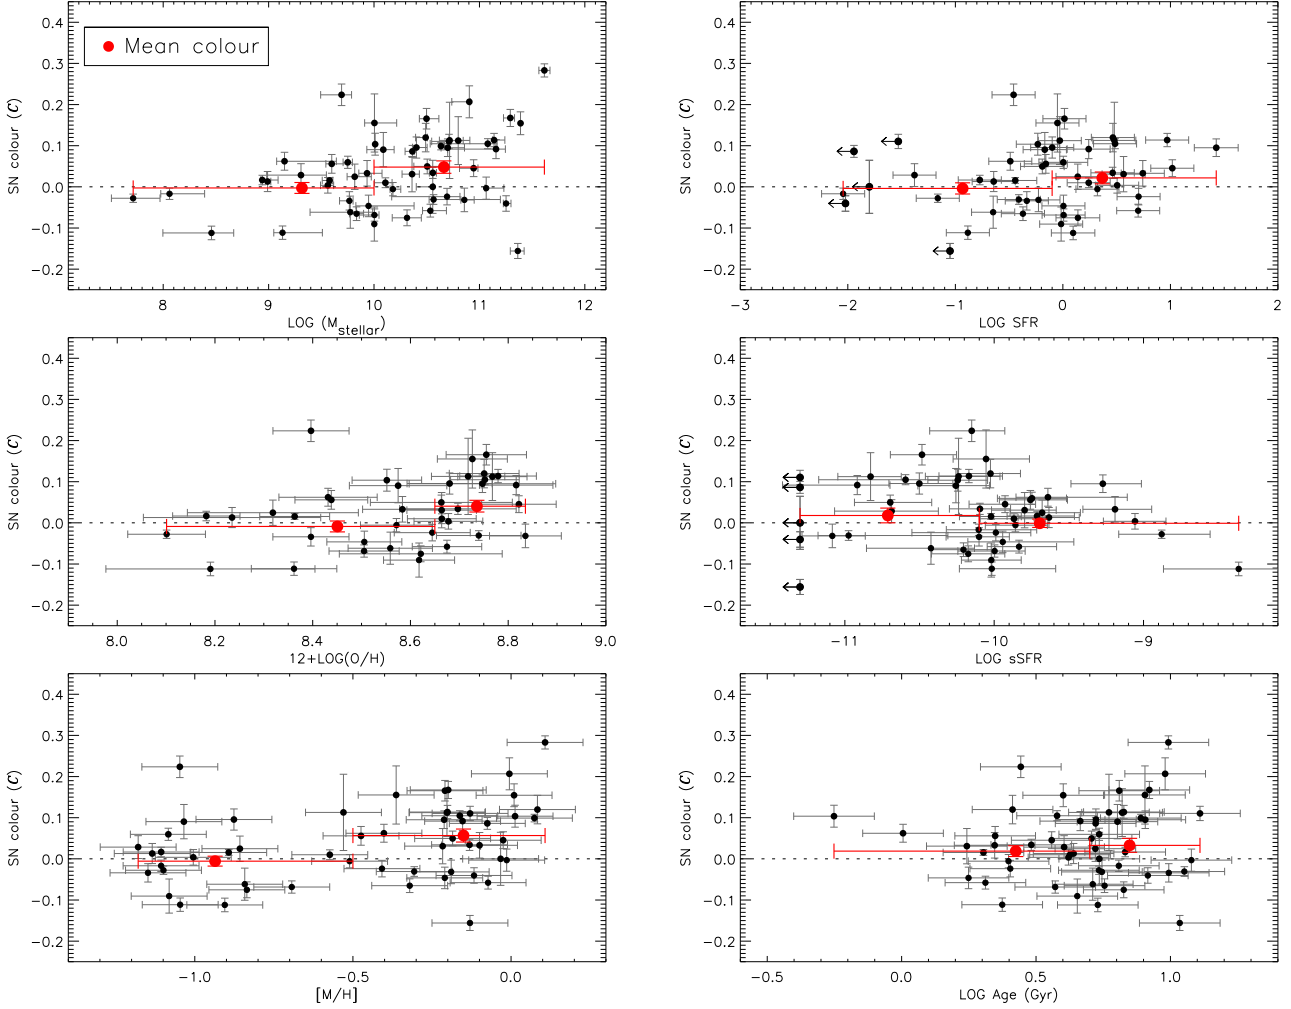 0.4
0.3
0.2
0.1
0.0
−0.1
−0.2
SN colour (C)
Mean colour
8 9 10 11 12
LOG (Mstellar)
0.4
0.3
0.2
0.1
0.0
−0.1
−0.2
SN colour (C)
−3 −2 −1 0 1 2
LOG SFR
0.4
0.3
0.2
0.1
0.0
−0.1
−0.2
SN colour (C)
8.0 8.2 8.4 8.6 8.8 9.0
12+LOG(O/H)
0.4
0.3
0.2
0.1
0.0
−0.1
−0.2
SN colour (C)
−11 −10 −9
LOG sSFR
0.4
0.3
0.2
0.1
0.0
−0.1
−0.2
SN colour (C)
−1.0 −0.5 0.0
[M/H]
0.4
0.3
0.2
0.1
0.0
−0.1
−0.2
SN colour (C)
−0.5 0.0 0.5 1.0
LOG Age (Gyr)